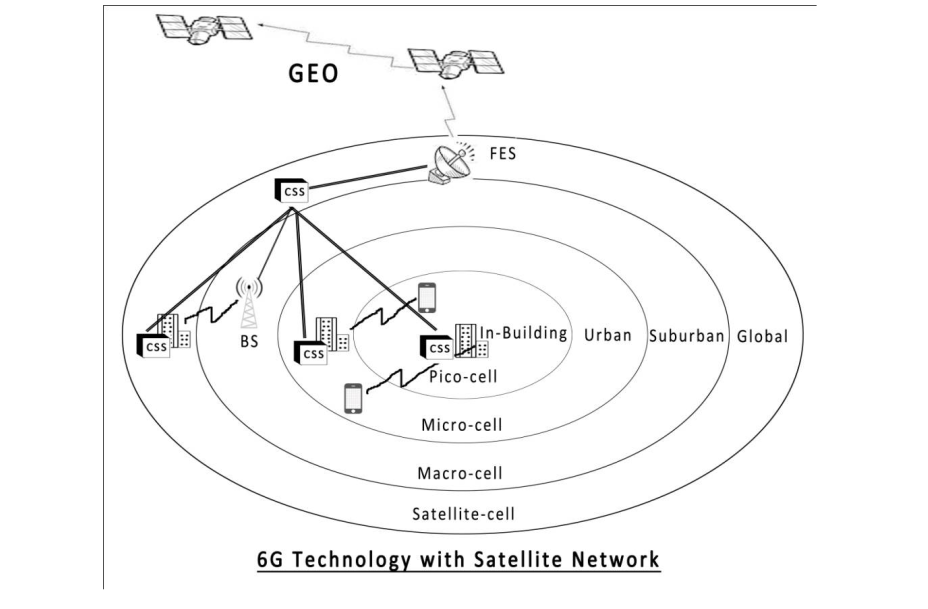 GEO
FES
CSS
BS
CSS
CSS
CSS
In-Building
Urban
Suburban
Global
Pico-cell
Micro-cell
Macro-cell
Satellite-cell
6G Technology with Satellite Network